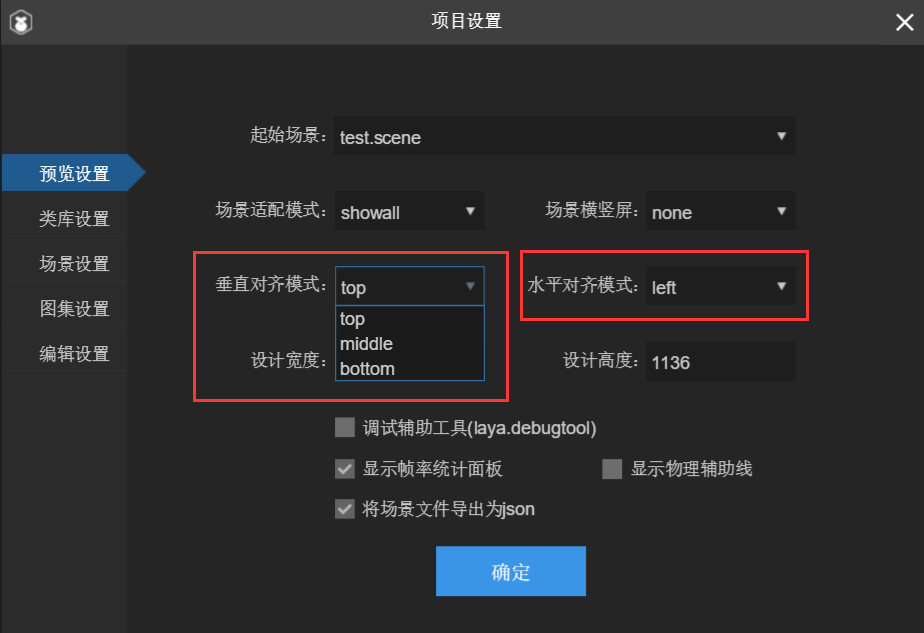 项目设置
预览设置
类库设置
场景设置
图集设置
编辑设置
起始场景： test.scene
场景适配模式： showall 场景横竖屏： none
垂直对齐模式： top 水平对齐模式： left
top
middle
bottom
设计宽度： 设计高度： 1136
调试辅助工具(laya.debugtool)
显示帧率统计面板 显示物理辅助线
将场景文件导出为json
确定